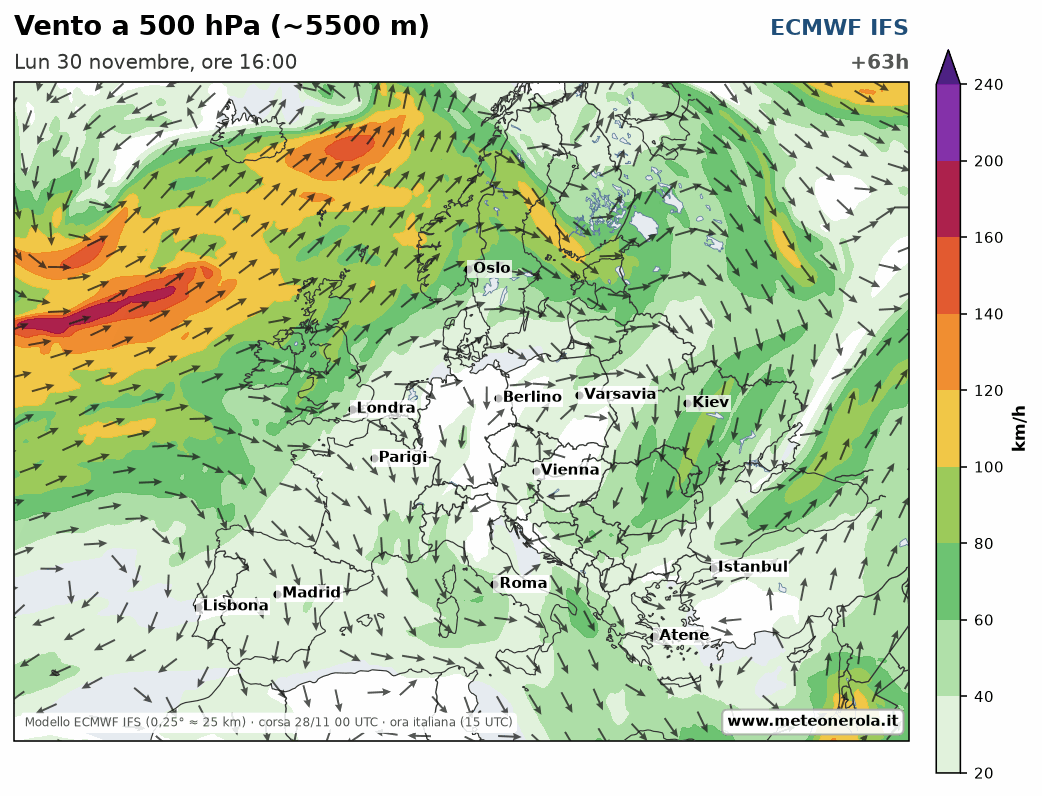 Vento a 500 hPa (~5500 m)
ECMWF IFS
Lun 30 novembre, ore 16:00
+63h
240
200
160
140
120
100
80
60
40
20
km/h
Oslo
Berlino
Varsavia
Kiev
Londra
Parigi
Vienna
Istanbul
Roma
Madrid
Lisbona
Atene
Modello ECMWF IFS (0,25° ≈ 25 km) · corsa 28/11 00 UTC · ora italiana (15 UTC)
www.meteonerola.it